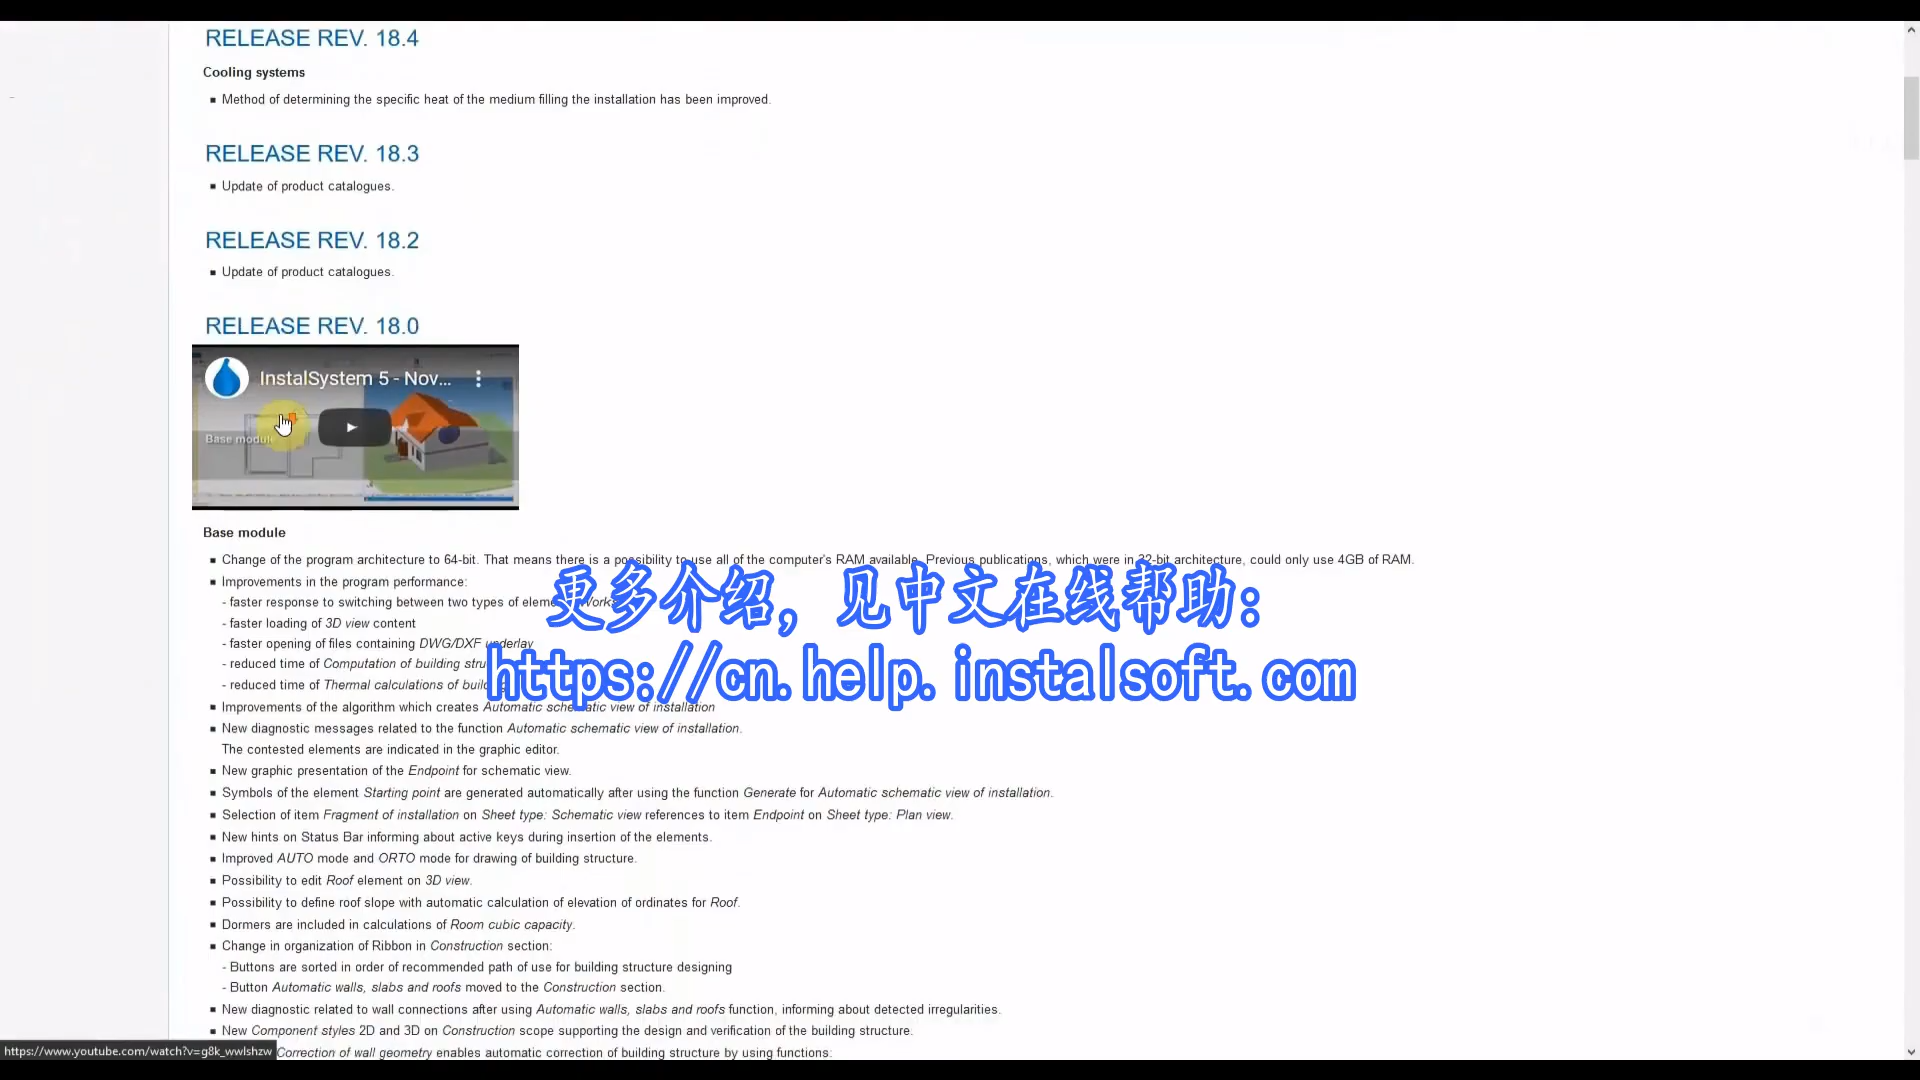 RELEASE REV. 18.4
Cooling systems
Method of determining the specific heat of the medium filling the installation has been improved.
RELEASE REV. 18.3
Update of product catalogues.
RELEASE REV. 18.2
Update of product catalogues.
RELEASE REV. 18.0
InstalSystem 5 - Nov...
Base module
Base module
Change of the program architecture to 64-bit. That means there is a possibility to use all of the computer's RAM available. Previous publications, which were in 32-bit architecture, could only use 4GB of RAM.
Improvements in the program performance:
- faster response to switching between two types of eleme
- faster loading of 3D view content
- faster opening of files containing DWG/DXF underlay
- reduced time of Computation of building stru
- reduced time of Thermal calculations of build
更多介绍，见中文在线帮助：
https://cn.help.instalsoft.com
Improvements of the algorithm which creates Automatic schematic view of installation
New diagnostic messages related to the function Automatic schematic view of installation.
The contested elements are indicated in the graphic editor.
New graphic presentation of the Endpoint for schematic view.
Symbols of the element Starting point are generated automatically after using the function Generate for Automatic schematic view of installation.
Selection of item Fragment of installation on Sheet type: Schematic view references to item Endpoint on Sheet type: Plan view.
New hints on Status Bar informing about active keys during insertion of the elements.
Improved AUTO mode and ORTO mode for drawing of building structure.
Possibility to edit Roof element on 3D view.
Possibility to define roof slope with automatic calculation of elevation of ordinates for Roof.
Dormers are included in calculations of Room cubic capacity.
Change in organization of Ribbon in Construction section:
- Buttons are sorted in order of recommended path of use for building structure designing
- Button Automatic walls, slabs and roofs moved to the Construction section.
New diagnostic related to wall connections after using Automatic walls, slabs and roofs function, informing about detected irregularities.
New Component styles 2D and 3D on Construction scope supporting the design and verification of the building structure.
Correction of wall geometry enables automatic correction of building structure by using functions:
https://www.youtube.com/watch?v=g8k_wwlshzw